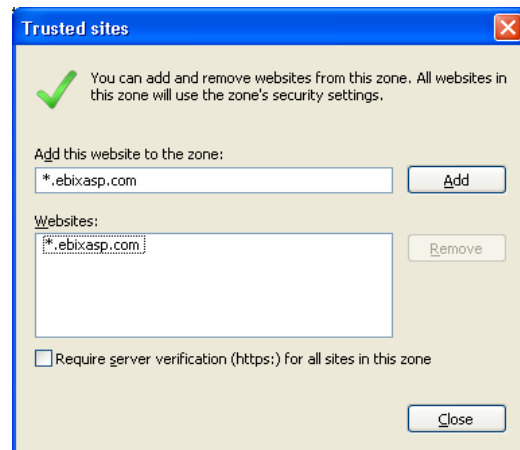 Trusted sites
You can add and remove websites from this zone. All websites in
this zone will use the zone's security settings.
Add this website to the zone:
*.ebixasp.com
Add
Websites:
*.ebixasp.com
Remove
Require server verification (https:) for all sites in this zone
Close